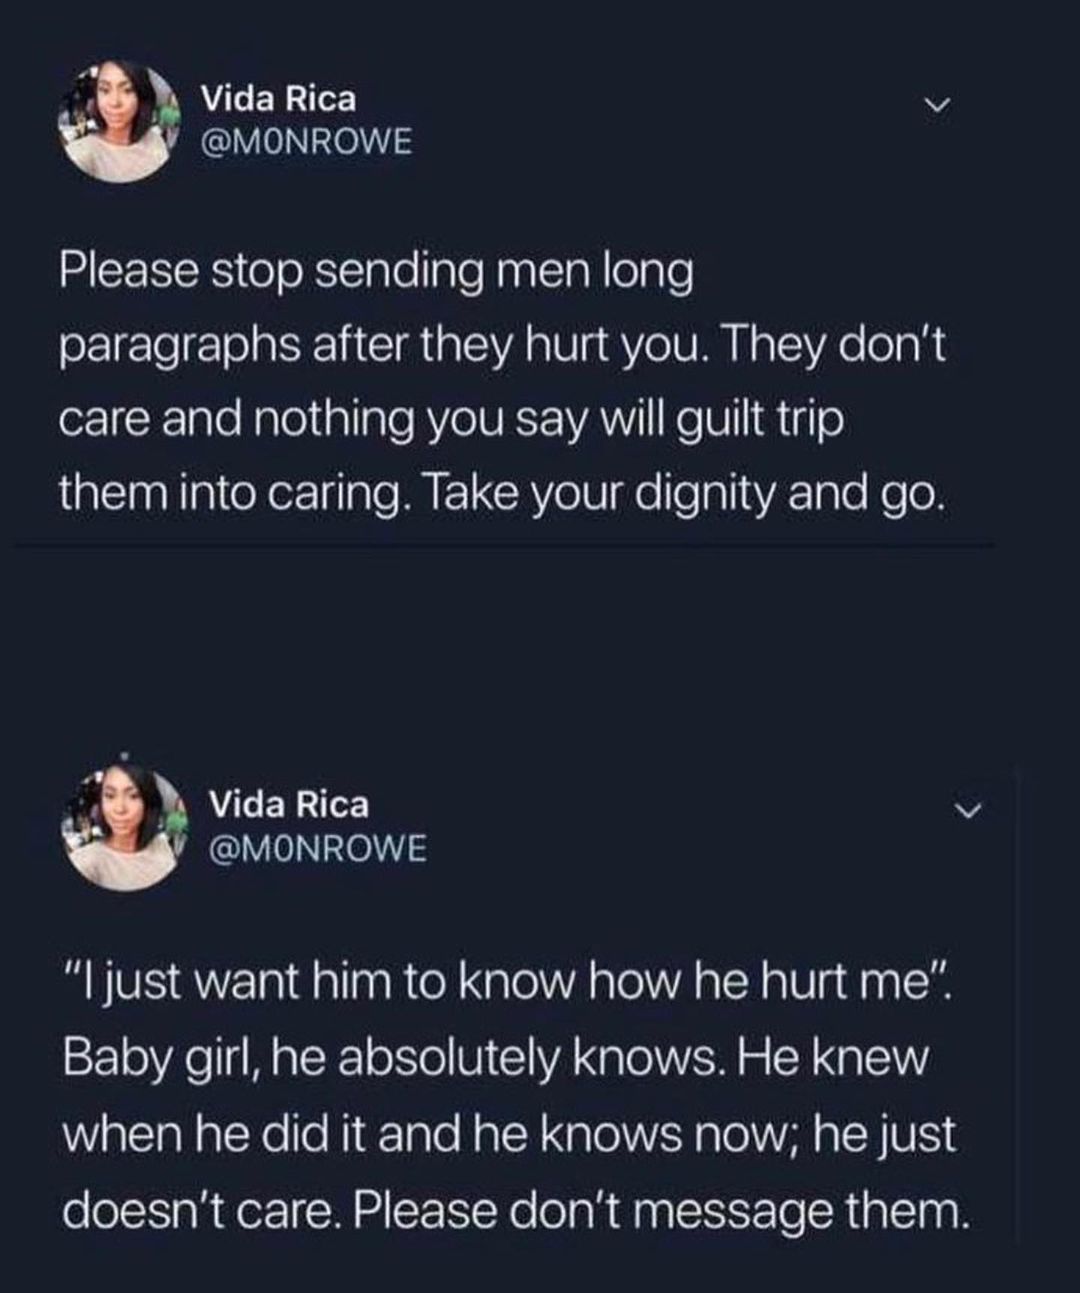 Vida Rica
@M0NROWE
Please stop sending men long
paragraphs after they hurt you. They don't
care and nothing you say will guilt trip
them into caring. Take your dignity and go.
Vida Rica
@M0NROWE
"I just want him to know how he hurt me".
Baby girl, he absolutely knows. He knew
when he did it and he knows now; he just
doesn't care. Please don't message them.